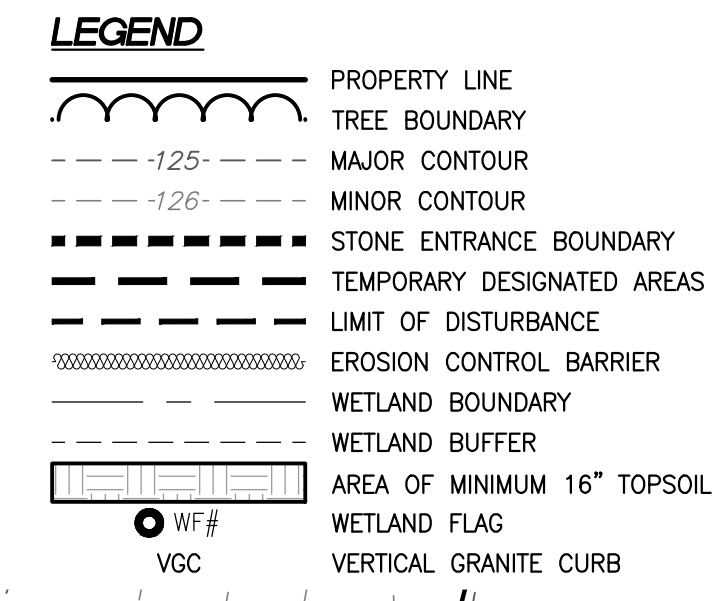 LEGEND
PROPERTY LINE
TREE BOUNDARY
-125- MAJOR CONTOUR
-126- MINOR CONTOUR
STONE ENTRANCE BOUNDARY
TEMPORARY DESIGNATED AREAS
LIMIT OF DISTURBANCE
EROSION CONTROL BARRIER
WETLAND BOUNDARY
WETLAND BUFFER
AREA OF MINIMUM 16" TOPSOIL
WF# WETLAND FLAG
VGC VERTICAL GRANITE CURB